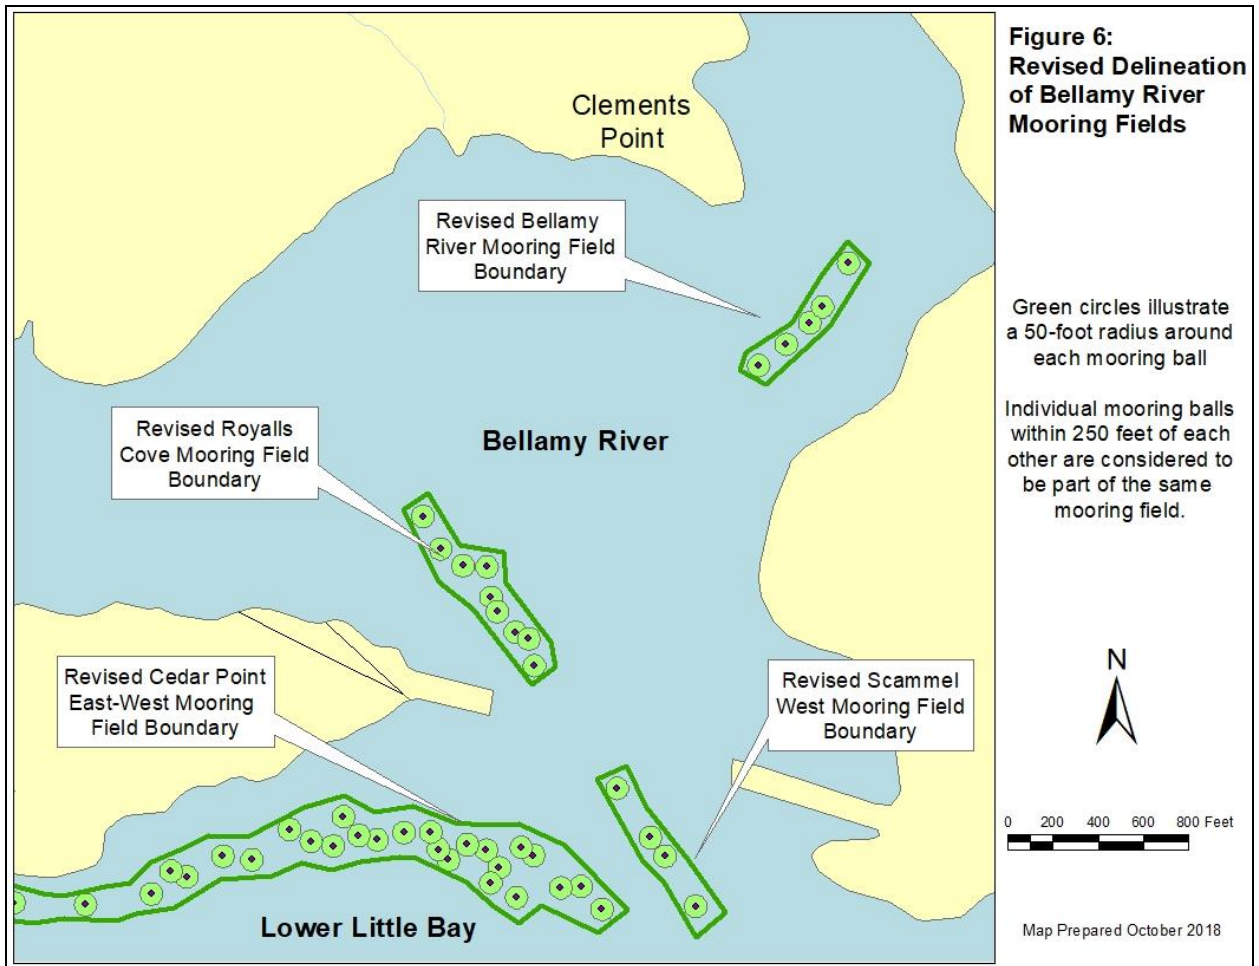 Figure 6:
Revised Delineation
of Bellamy River
Mooring Fields
Clements
Point
Revised Bellamy
River Mooring Field
Boundary
Green circles illustrate
a 50-foot radius around
each mooring ball
Individual mooring balls
within 250 feet of each
other are considered to
be part of the same
mooring field.
Revised Royalls
Cove Mooring Field
Boundary
Bellamy River
Revised Cedar Point
East-West Mooring
Field Boundary
Revised Scammel
West Mooring Field
Boundary
N
0 200 400 600 800 Feet
Lower Little Bay
Map Prepared October 2018